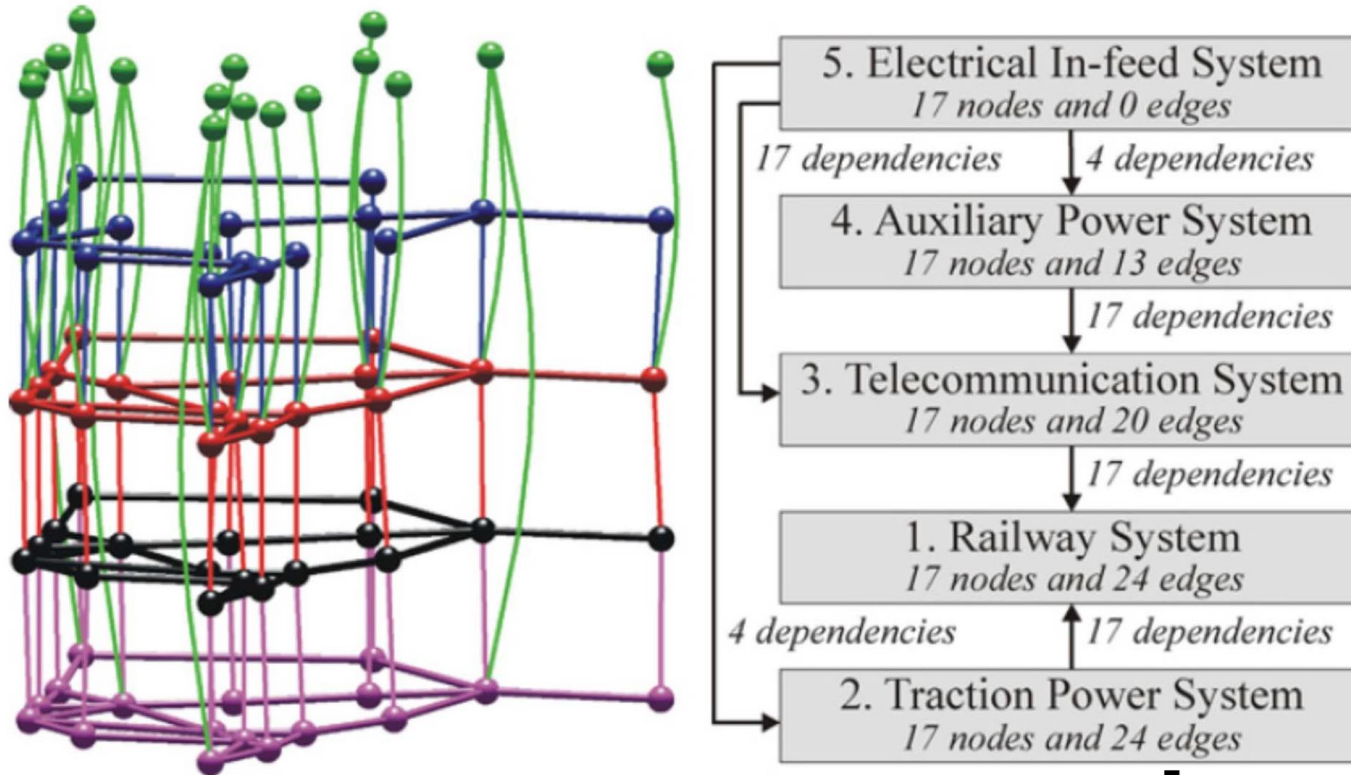 5. Electrical In-feed System
17 nodes and 0 edges
17 dependencies
4 dependencies
4. Auxiliary Power System
17 nodes and 13 edges
17 dependencies
3. Telecommunication System
17 nodes and 20 edges
17 dependencies
1. Railway System
17 nodes and 24 edges
4 dependencies
17 dependencies
2. Traction Power System
17 nodes and 24 edges